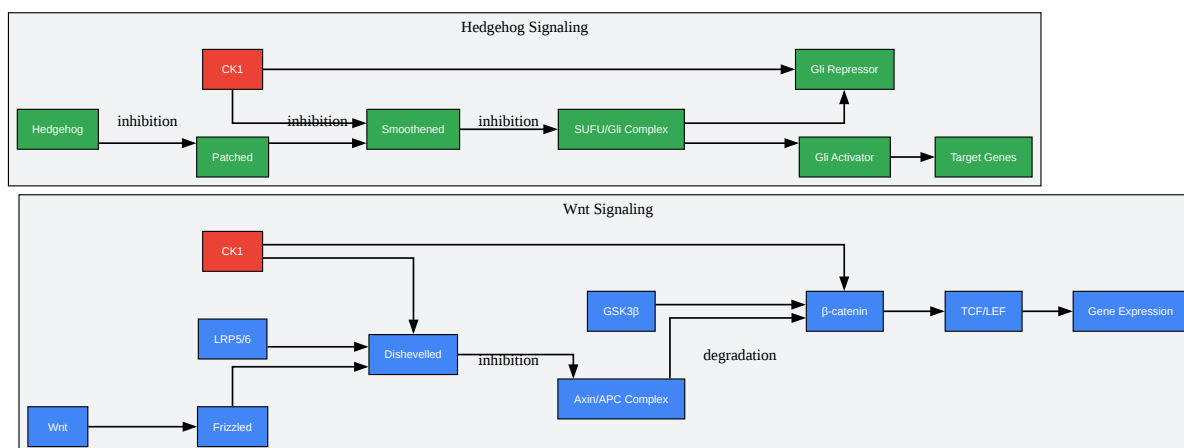 Hedgehog Signaling
CK1
Gli Repressor
Hedgehog
inhibition
Patched
inhibition
Smoothened
inhibition
SUFU/Gli Complex
Gli Activator
Target Genes
Wnt Signaling
CK1
LRP5/6
GSK3β
β-catenin
TCF/LEF
Gene Expression
Dishevelled
inhibition
degradation
Axin/APC Complex
Wnt
Frizzled